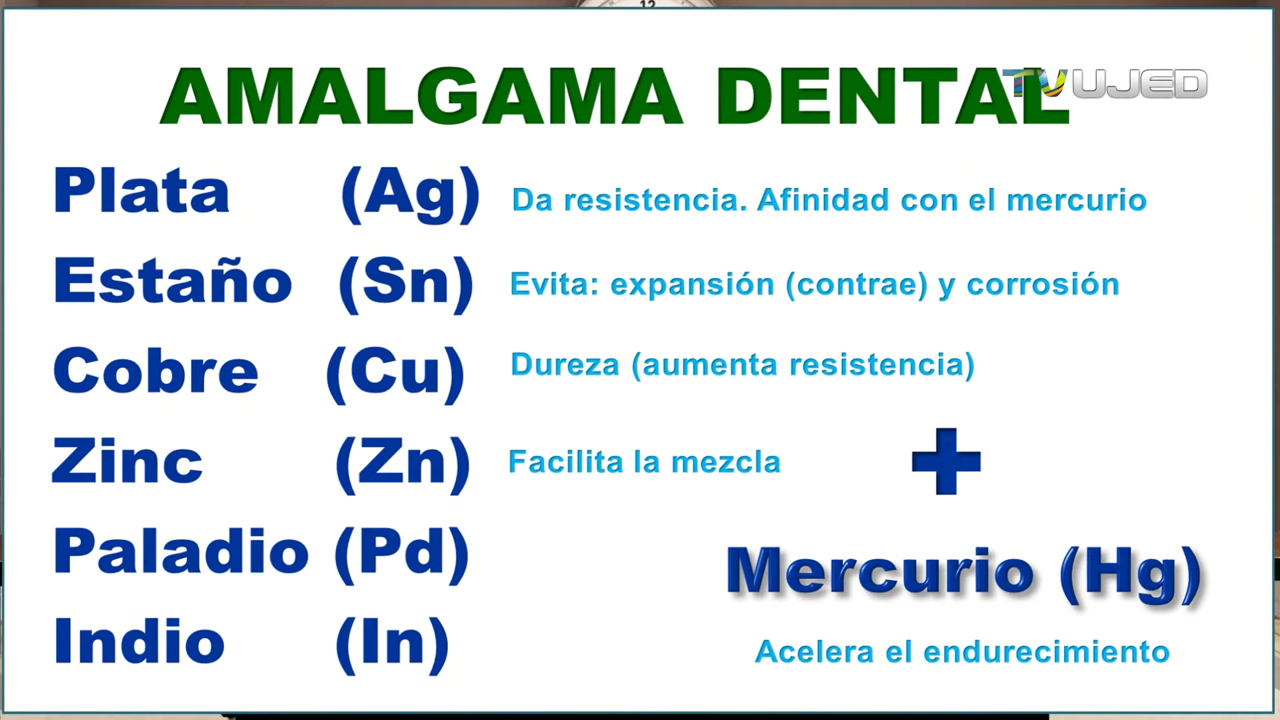 12
AMALGAMA DENTAL
TV UJED
Plata (Ag) Da resistencia. Afinidad con el mercurio
Estaño (Sn) Evita: expansión (contrae) y corrosión
Cobre (Cu) Dureza (aumenta resistencia)
Zinc (Zn) Facilita la mezcla
+
Paladio (Pd)
Mercurio (Hg)
Indio (In)
Acelera el endurecimiento